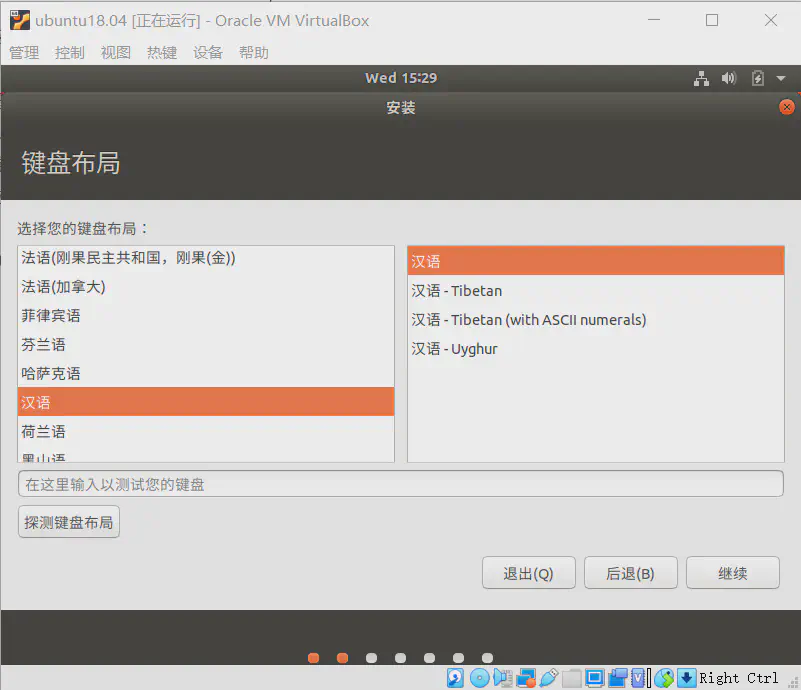 ubuntu18.04 [正在运行] - Oracle VM VirtualBox
管理 控制 视图 热键 设备 帮助
Wed 15:29
安装
键盘布局
选择您的键盘布局：
法语(刚果民主共和国，刚果(金))
法语(加拿大)
菲律宾语
芬兰语
哈萨克语
汉语
荷兰语
黑山语
汉语
汉语 - Tibetan
汉语 - Tibetan (with ASCII numerals)
汉语 - Uyghur
在这里输入以测试您的键盘
探测键盘布局
退出(Q) 后退(B) 继续
Right Ctrl